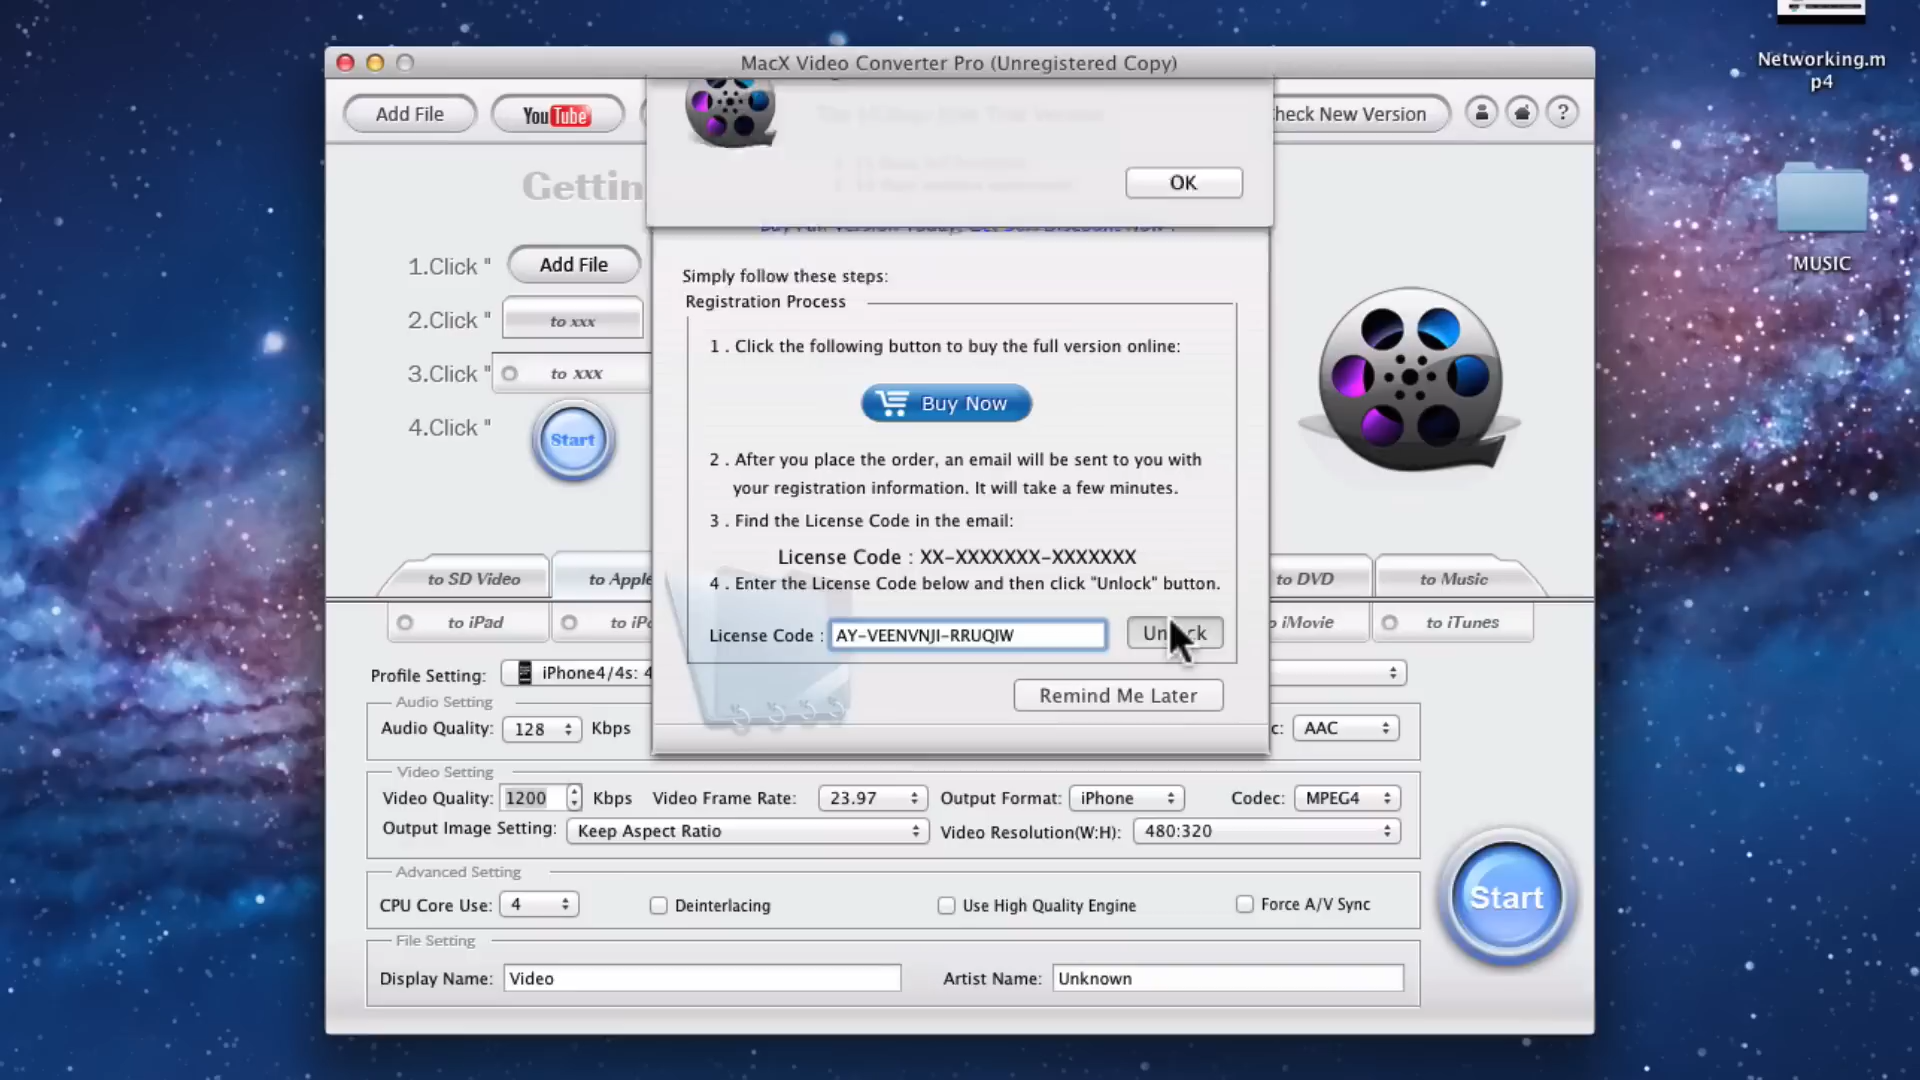 MacX Video Converter Pro (Unregistered Copy)
Networking.m
p4
Add File
YouTube
heck New Version
?
OK
Gettin
1.Click "
Add File
2.Click "
to xxx
3.Click "
to xxx
4.Click "
Start
MUSIC
Simply follow these steps:
Registration Process
1 . Click the following button to buy the full version online:
Buy Now
2 . After you place the order, an email will be sent to you with
your registration information. It will take a few minutes.
3 . Find the License Code in the email:
License Code : XX-XXXXXXX-XXXXXXX
4 . Enter the License Code below and then click "Unlock" button.
License Code :
AY-VEENVNJI-RRUQIW
Remind Me Later
to SD Video
to Apple
to DVD
to Music
to iPad
to iPo
iMovie
to iTunes
Profile Setting:
iPhone4/4s: 4
Audio Setting
Audio Quality:
128
Kbps
c:
AAC
Video Setting
Video Quality:
1200
Kbps
Video Frame Rate:
23.97
Output Format:
iPhone
Codec:
MPEG4
Output Image Setting:
Keep Aspect Ratio
Video Resolution(W:H):
480:320
Advanced Setting
CPU Core Use:
4
Deinterlacing
Use High Quality Engine
Force A/V Sync
Start
File Setting
Display Name:
Video
Artist Name:
Unknown